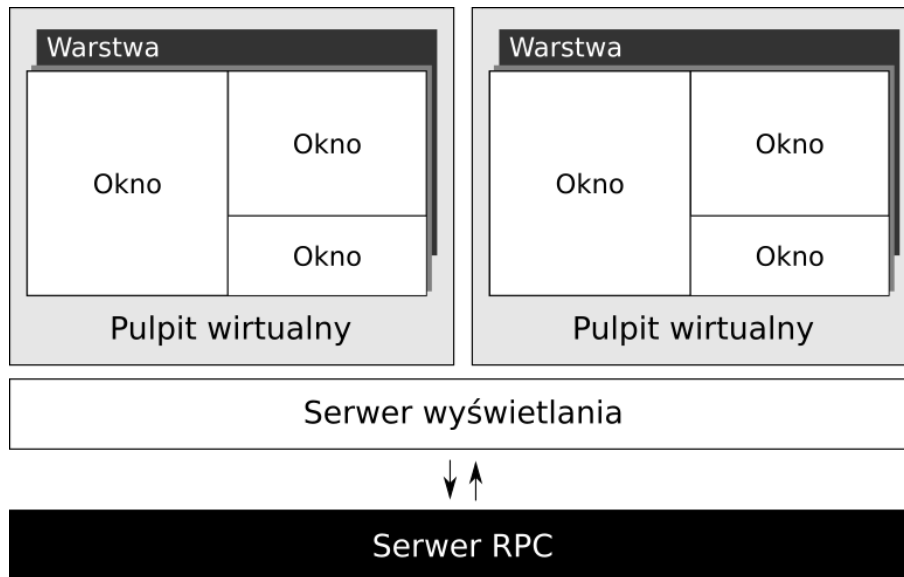 Warstwa
Okno
Okno
Okno
Pulpit wirtualny
Warstwa
Okno
Okno
Okno
Pulpit wirtualny
Serwer wyświetlania
Serwer RPC